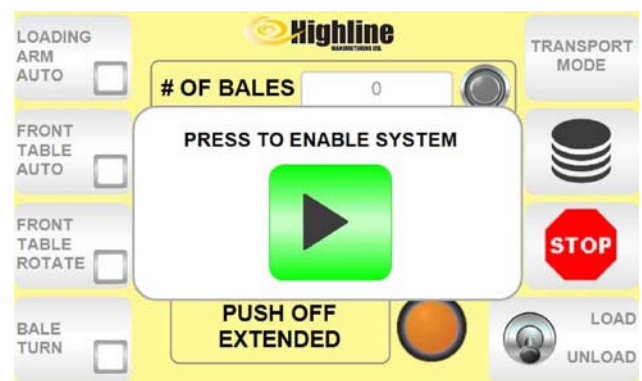 LOADING
ARM
AUTO
Highline
MANUFACTURING LTD.
TRANSPORT
MODE
# OF BALES 0
FRONT
TABLE
AUTO
PRESS TO ENABLE SYSTEM
FRONT
TABLE
ROTATE
STOP
BALE
TURN
PUSH OFF
EXTENDED
LOAD
UNLOAD